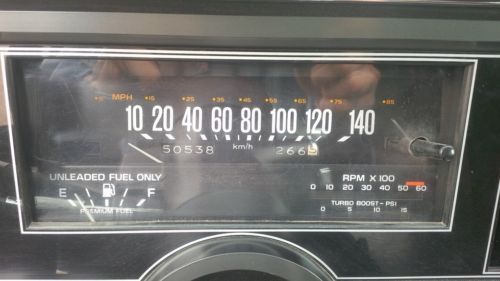 5 MPH 15 25 35 45 55 65 75 85
10 20 40 60 80 100 120 140
50538 km/h 266
UNLEADED FUEL ONLY
E F
PREMIUM FUEL
RPM X 100
0 10 20 30 40 50 60
TURBO BOOST - PSI
0 5 10 15